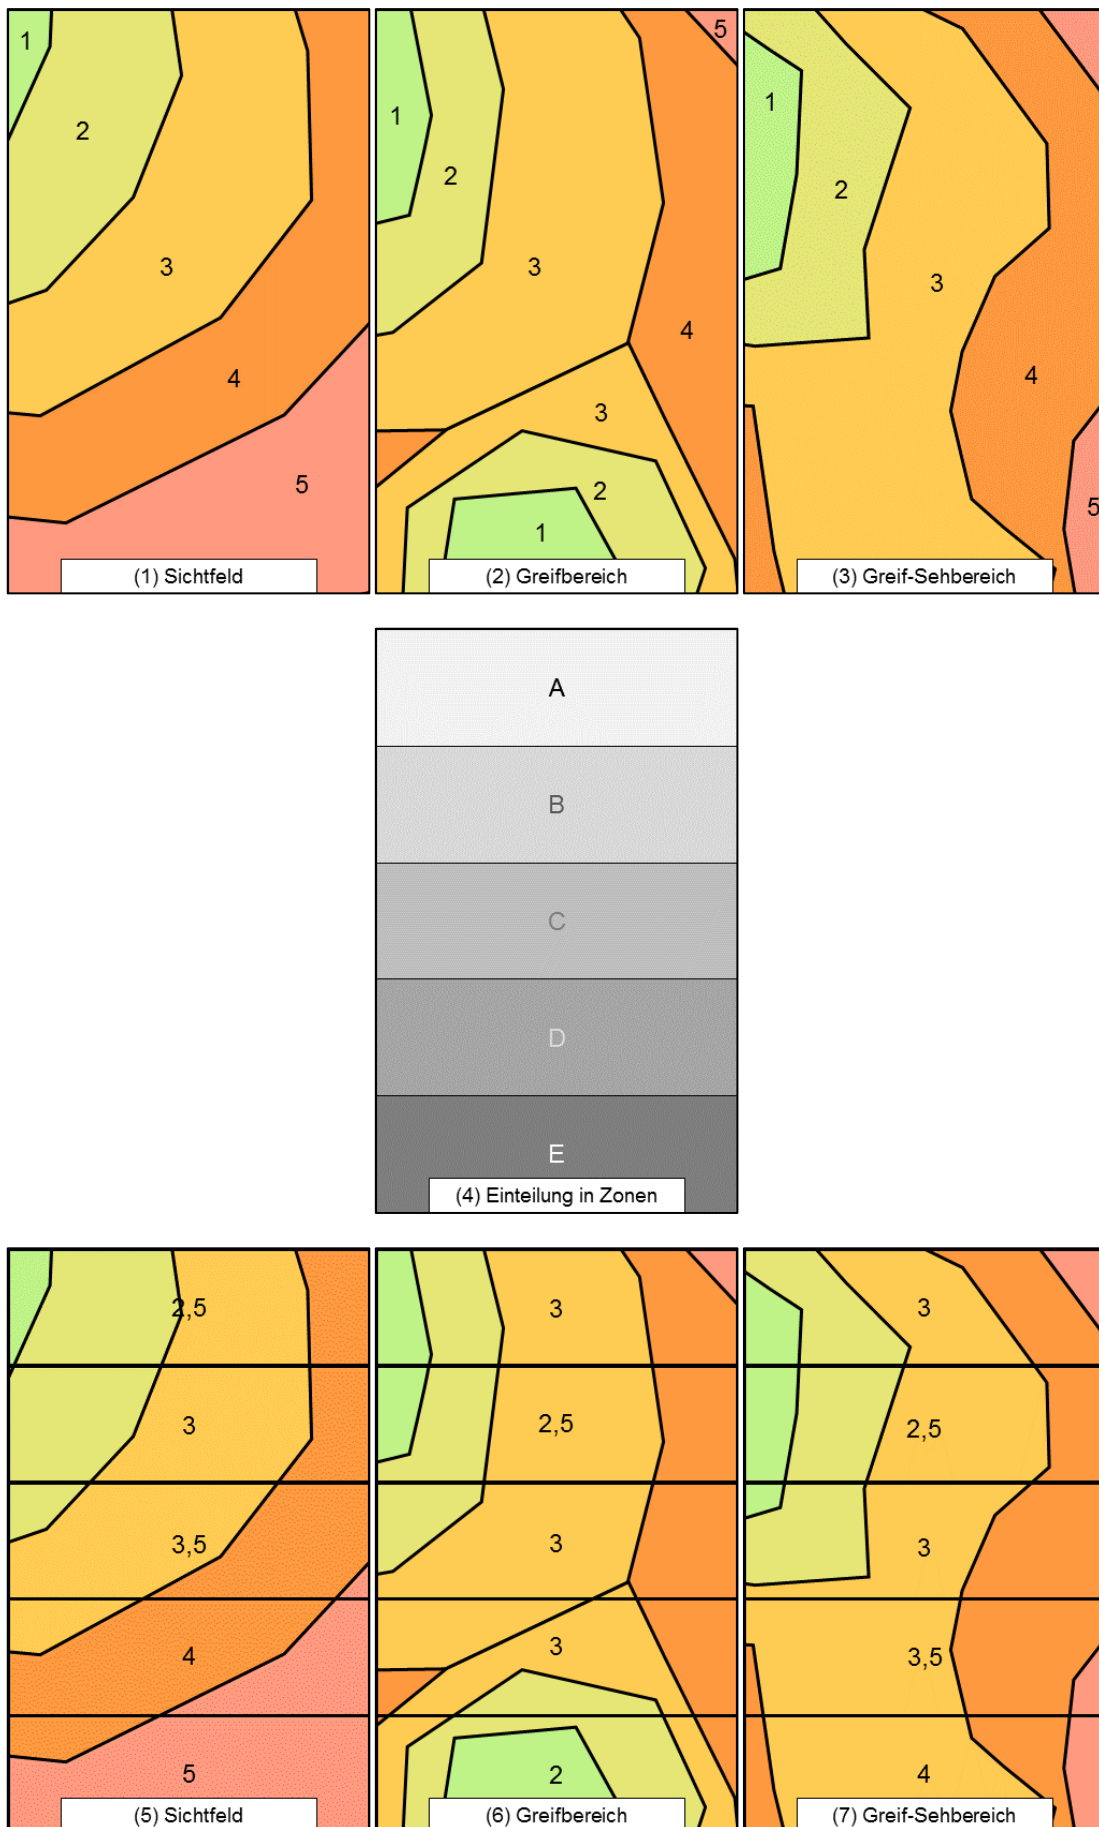 1
2
3
4
5
(1) Sichtfeld
5
1
2
3
4
3
2
1
(2) Greifbereich
1
2
3
4
5
(3) Greif-Sehbereich
A
B
C
D
E
(4) Einteilung in Zonen
2,5
3
3,5
4
5
(5) Sichtfeld
3
2,5
3
3
2
(6) Greifbereich
3
2,5
3
3,5
4
(7) Greif-Sehbereich